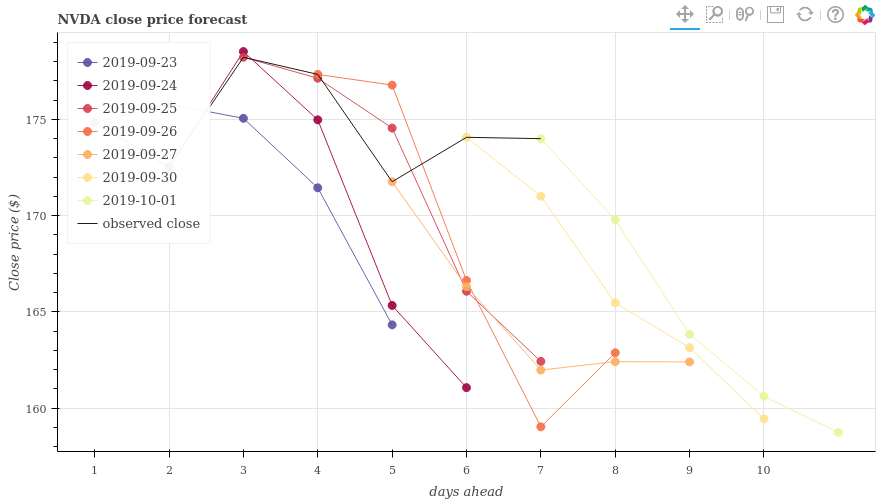 NVDA close price forecast
2019-09-23
2019-09-24
2019-09-25
2019-09-26
2019-09-27
2019-09-30
2019-10-01
observed close
175
170
165
160
Close price ($)
1 2 3 4 5 6 7 8 9 10
days ahead